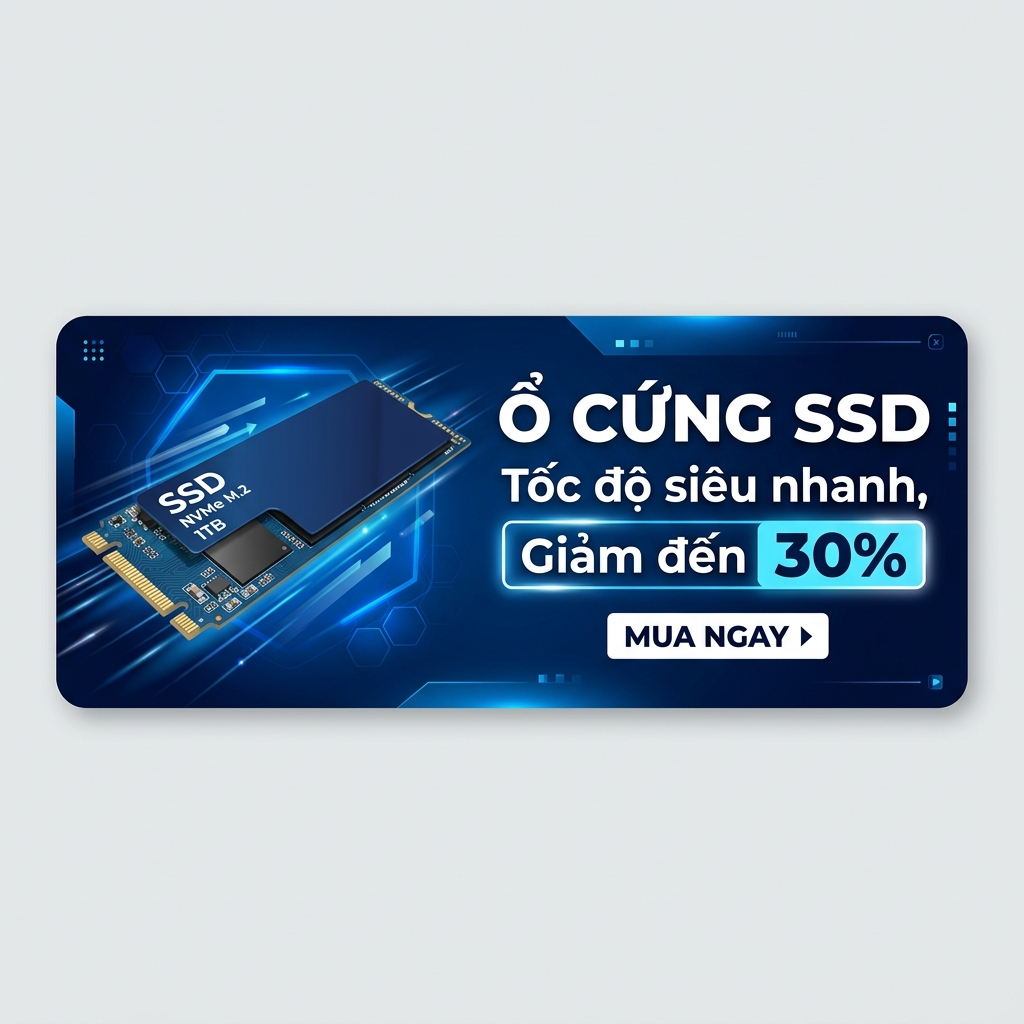 SSD
NVMe M.2
1TB
Ổ CỨNG SSD
Tốc độ siêu nhanh,
Giảm đến 30%
MUA NGAY